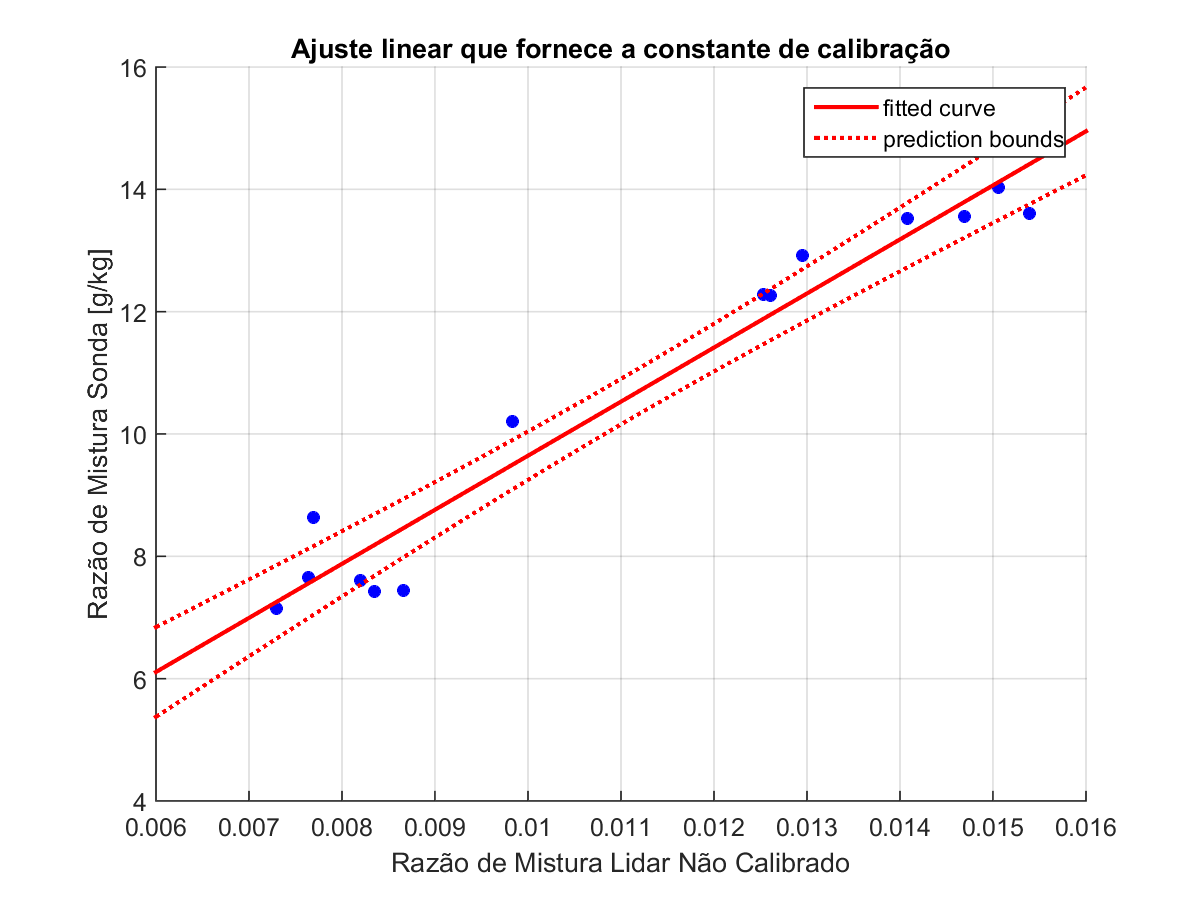 Ajuste linear que fornece a constante de calibração
fitted curve
prediction bounds
16
14
12
10
8
6
4
Razão de Mistura Sonda [g/kg]
0.006 0.007 0.008 0.009 0.01 0.011 0.012 0.013 0.014 0.015 0.016
Razão de Mistura Lidar Não Calibrado